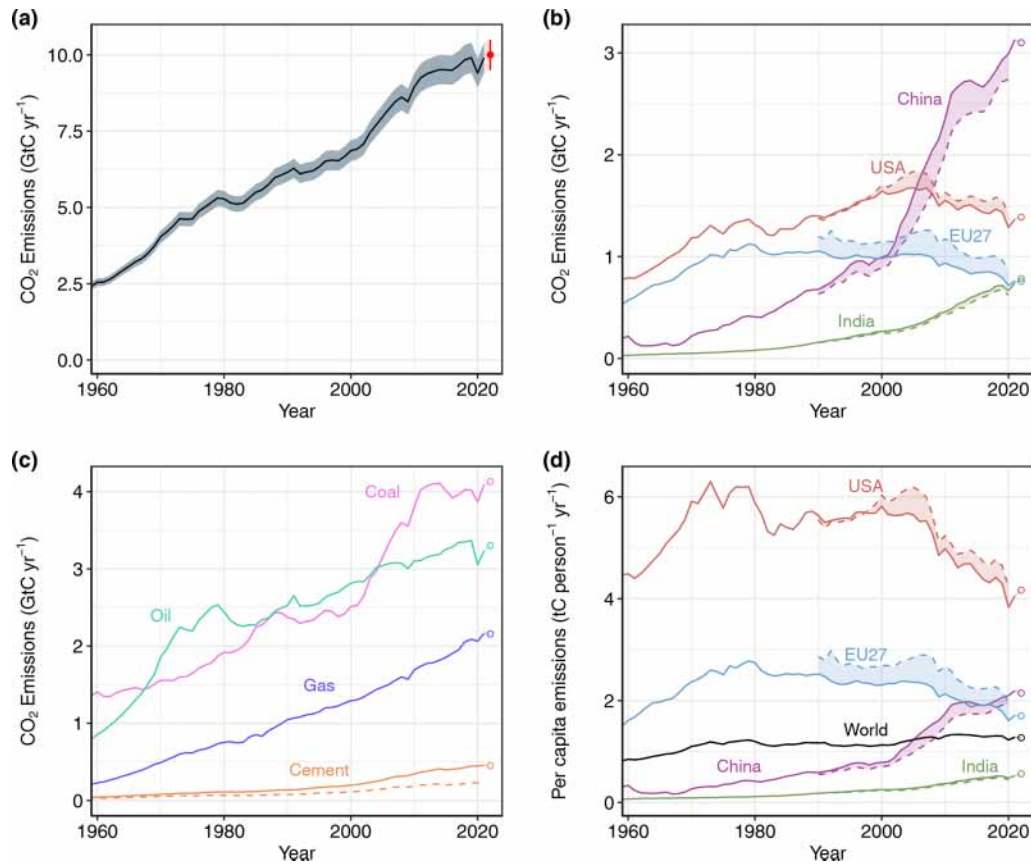 (a)
CO₂ Emissions (GtC yr⁻¹)
10.0
7.5
5.0
2.5
0.0
1960
1980
2000
2020
Year
(b)
CO₂ Emissions (GtC yr⁻¹)
3
2
1
0
China
USA
EU27
India
1960
1980
2000
2020
Year
(c)
CO₂ Emissions (GtC yr⁻¹)
4
3
2
1
0
Coal
Oil
Gas
Cement
1960
1980
2000
2020
Year
(d)
Per capita emissions (tC person⁻¹ yr⁻¹)
6
4
2
0
USA
EU27
World
China
India
1960
1980
2000
2020
Year